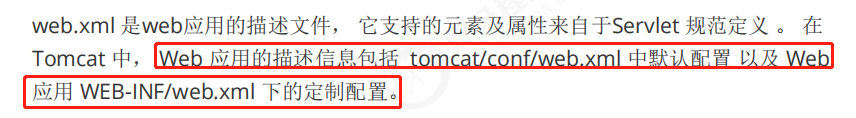 web.xml 是web应用的描述文件， 它支持的元素及属性来自于Servlet 规范定义 。 在
Tomcat 中， Web 应用的描述信息包括 tomcat/conf/web.xml 中默认配置 以及 Web
应用 WEB-INF/web.xml 下的定制配置。